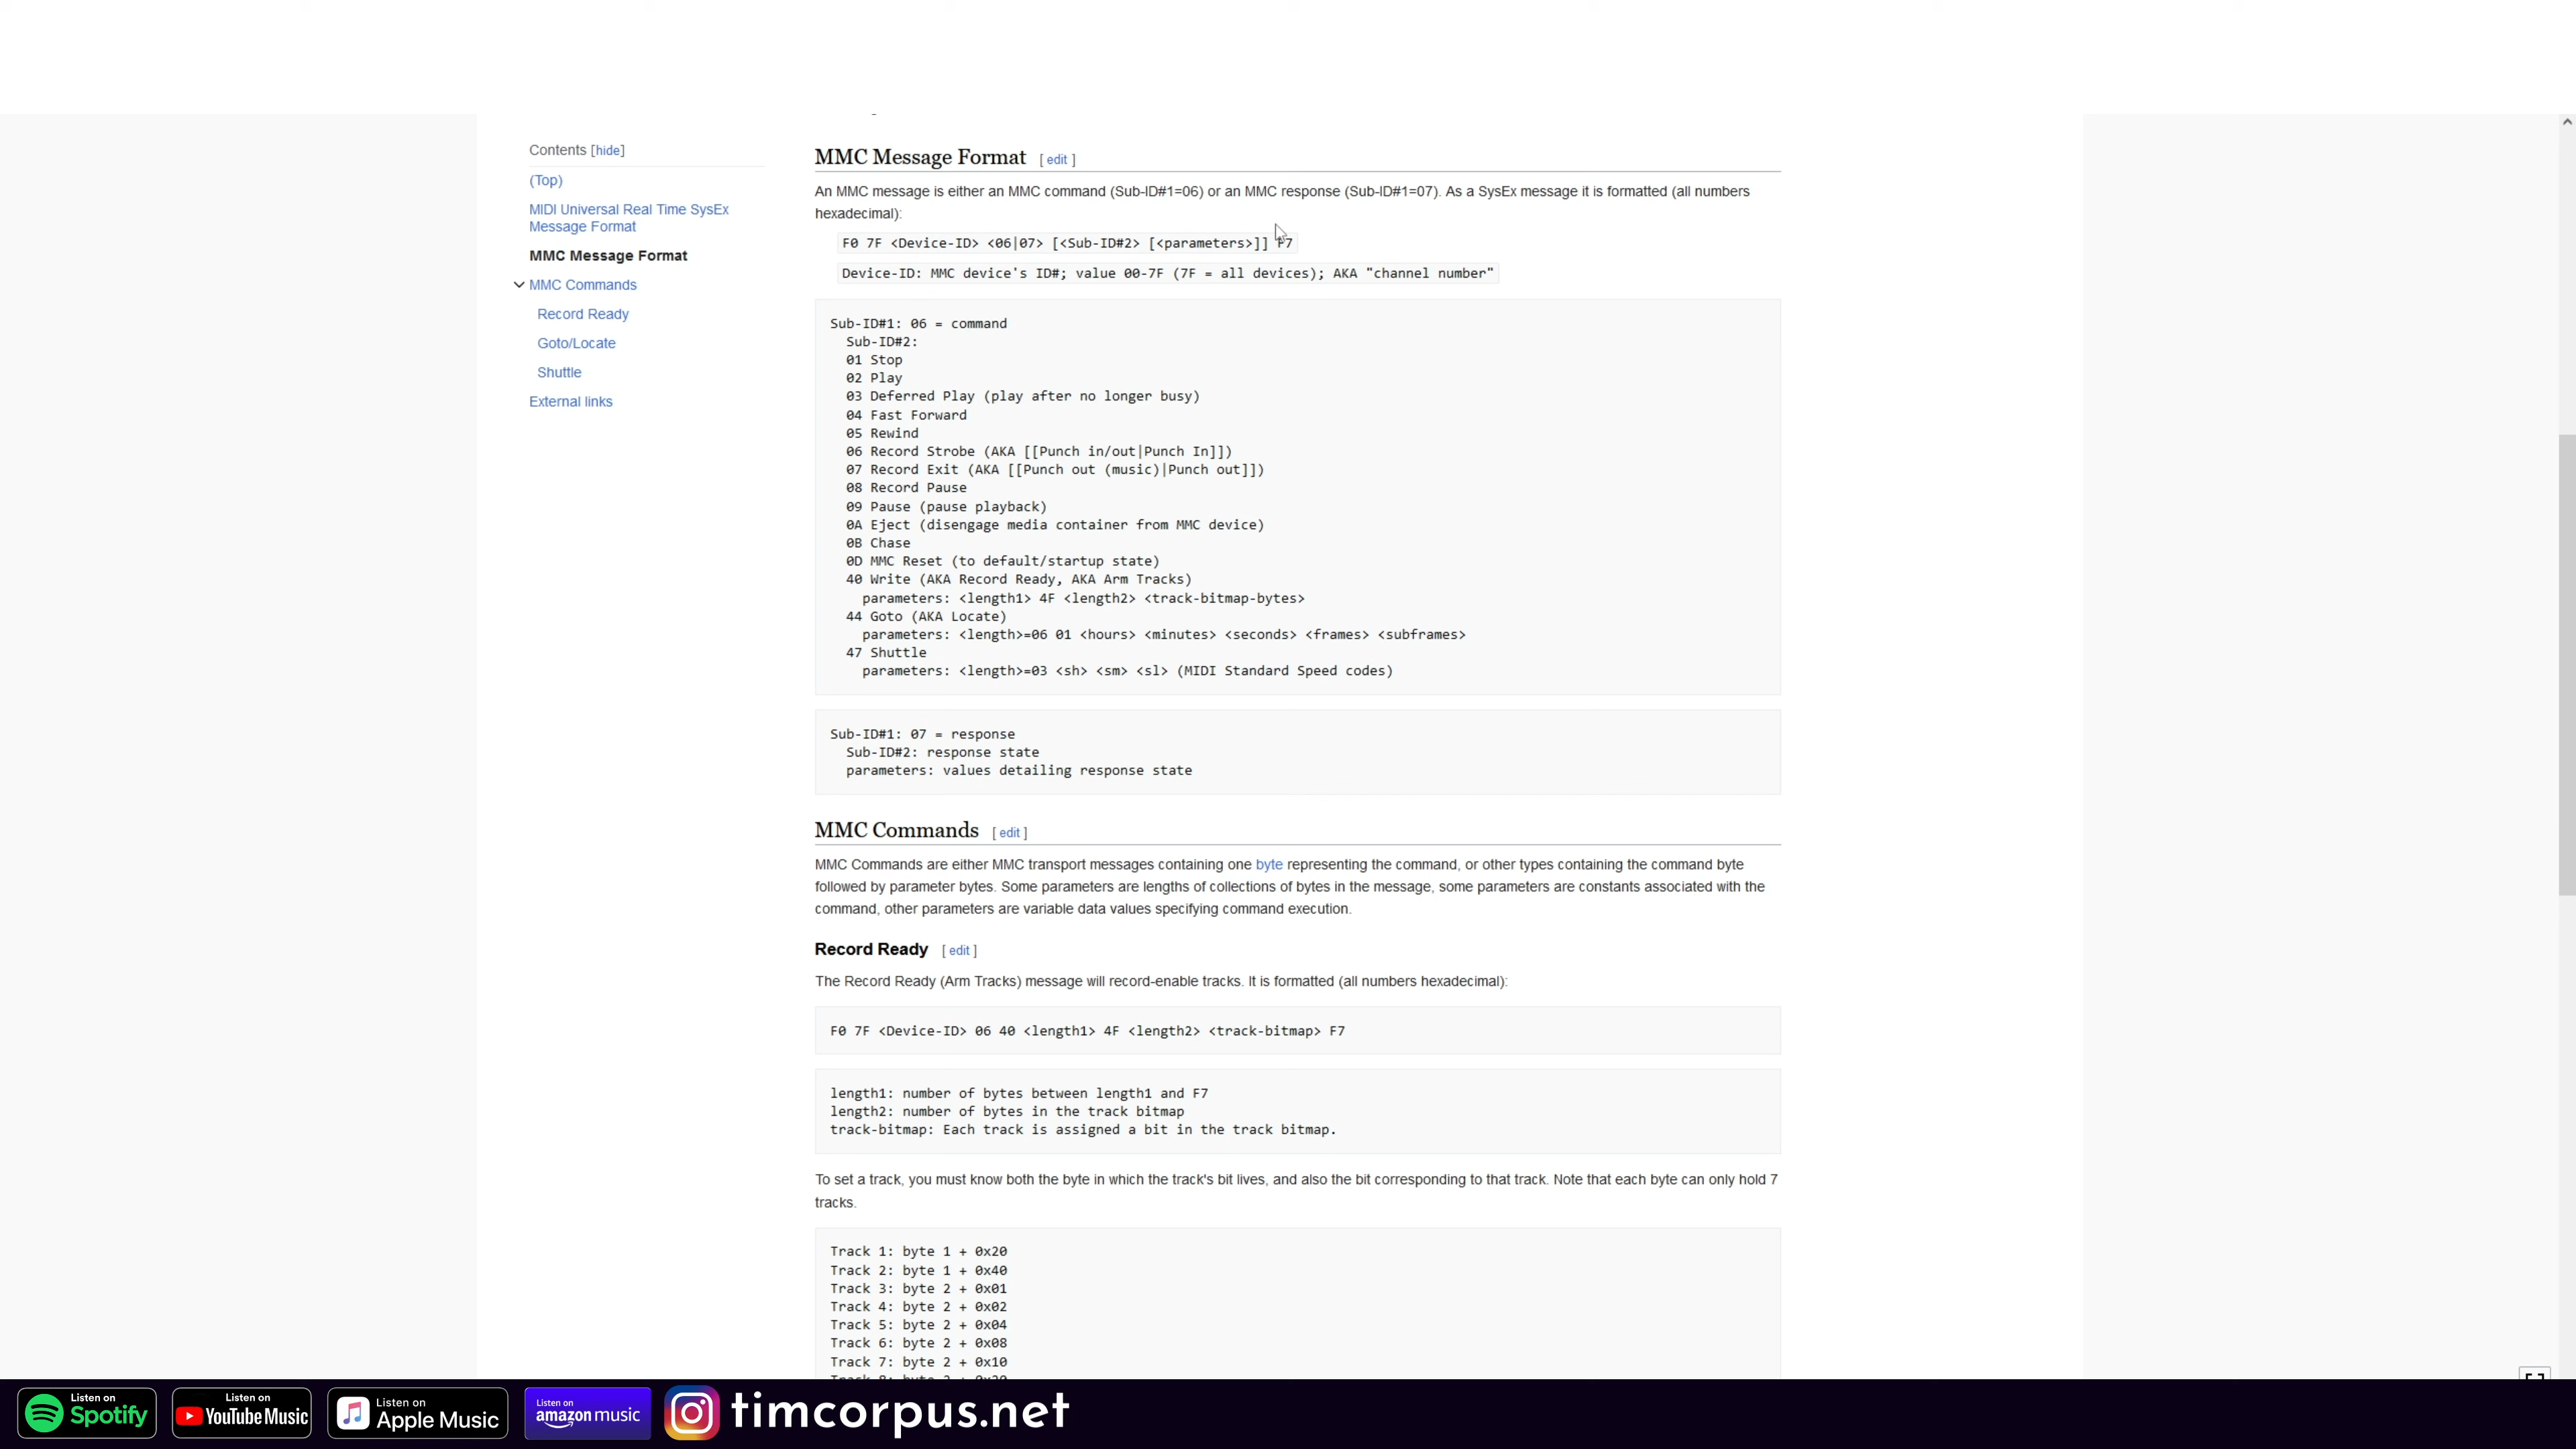 Contents [hide]
(Top)
MIDI Universal Real Time SysEx
Message Format
MMC Message Format
MMC Commands
Record Ready
Goto/Locate
Shuttle
External links
MMC Message Format [ edit ]
An MMC message is either an MMC command (Sub-ID#1=06) or an MMC response (Sub-ID#1=07). As a SysEx message it is formatted (all numbers
hexadecimal):
F0 7F <Device-ID> <06|07> [<Sub-ID#2> [<parameters>]] F7
Device-ID: MMC device's ID#; value 00-7F (7F = all devices); AKA "channel number"
Sub-ID#1: 06 = command
Sub-ID#2:
01 Stop
02 Play
03 Deferred Play (play after no longer busy)
04 Fast Forward
05 Rewind
06 Record Strobe (AKA [[Punch in/out|Punch In]])
07 Record Exit (AKA [[Punch out (music)|Punch out]])
08 Record Pause
09 Pause (pause playback)
0A Eject (disengage media container from MMC device)
0B Chase
0D MMC Reset (to default/startup state)
40 Write (AKA Record Ready, AKA Arm Tracks)
parameters: <length1> 4F <length2> <track-bitmap-bytes>
44 Goto (AKA Locate)
parameters: <length>=06 01 <hours> <minutes> <seconds> <frames> <subframes>
47 Shuttle
parameters: <length>=03 <sh> <sm> <sl> (MIDI Standard Speed codes)
Sub-ID#1: 07 = response
Sub-ID#2: response state
parameters: values detailing response state
MMC Commands [ edit ]
MMC Commands are either MMC transport messages containing one byte representing the command, or other types containing the command byte
followed by parameter bytes. Some parameters are lengths of collections of bytes in the message, some parameters are constants associated with the
command, other parameters are variable data values specifying command execution.
Record Ready [ edit ]
The Record Ready (Arm Tracks) message will record-enable tracks. It is formatted (all numbers hexadecimal):
F0 7F <Device-ID> 06 40 <length1> 4F <length2> <track-bitmap> F7
length1: number of bytes between length1 and F7
length2: number of bytes in the track bitmap
track-bitmap: Each track is assigned a bit in the track bitmap.
To set a track, you must know both the byte in which the track's bit lives, and also the bit corresponding to that track. Note that each byte can only hold 7
tracks.
Track 1: byte 1 + 0x20
Track 2: byte 1 + 0x40
Track 3: byte 2 + 0x01
Track 4: byte 2 + 0x02
Track 5: byte 2 + 0x04
Track 6: byte 2 + 0x08
Track 7: byte 2 + 0x10
Listen on
Spotify
Listen on
YouTube Music
Listen on
Apple Music
Listen on
amazon music
timcorpus.net